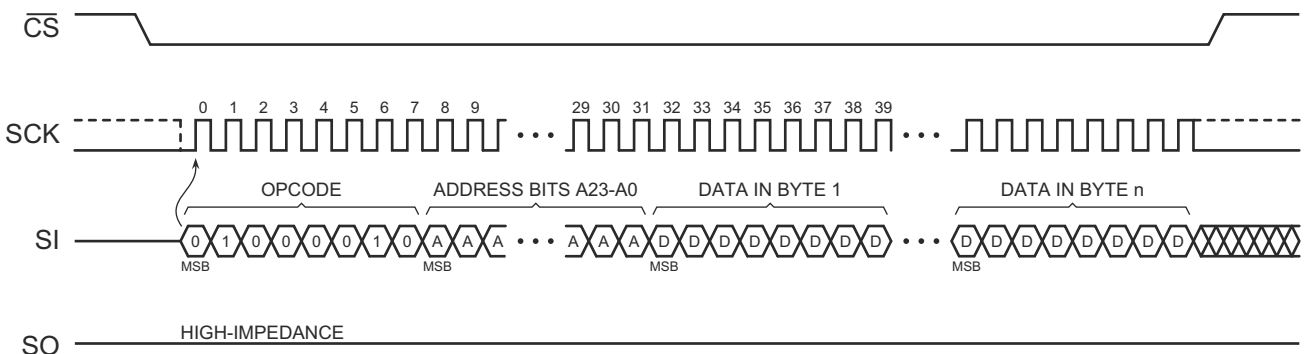 C̅S̅
0 1 2 3 4 5 6 7 8 9 29 30 31 32 33 34 35 36 37 38 39
SCK
OPCODE ADDRESS BITS A23-A0 DATA IN BYTE 1 DATA IN BYTE n
SI 0 1 0 0 0 0 1 0 A A A A A A D D D D D D D D D D D D D D D D
MSB MSB MSB MSB
HIGH-IMPEDANCE
SO